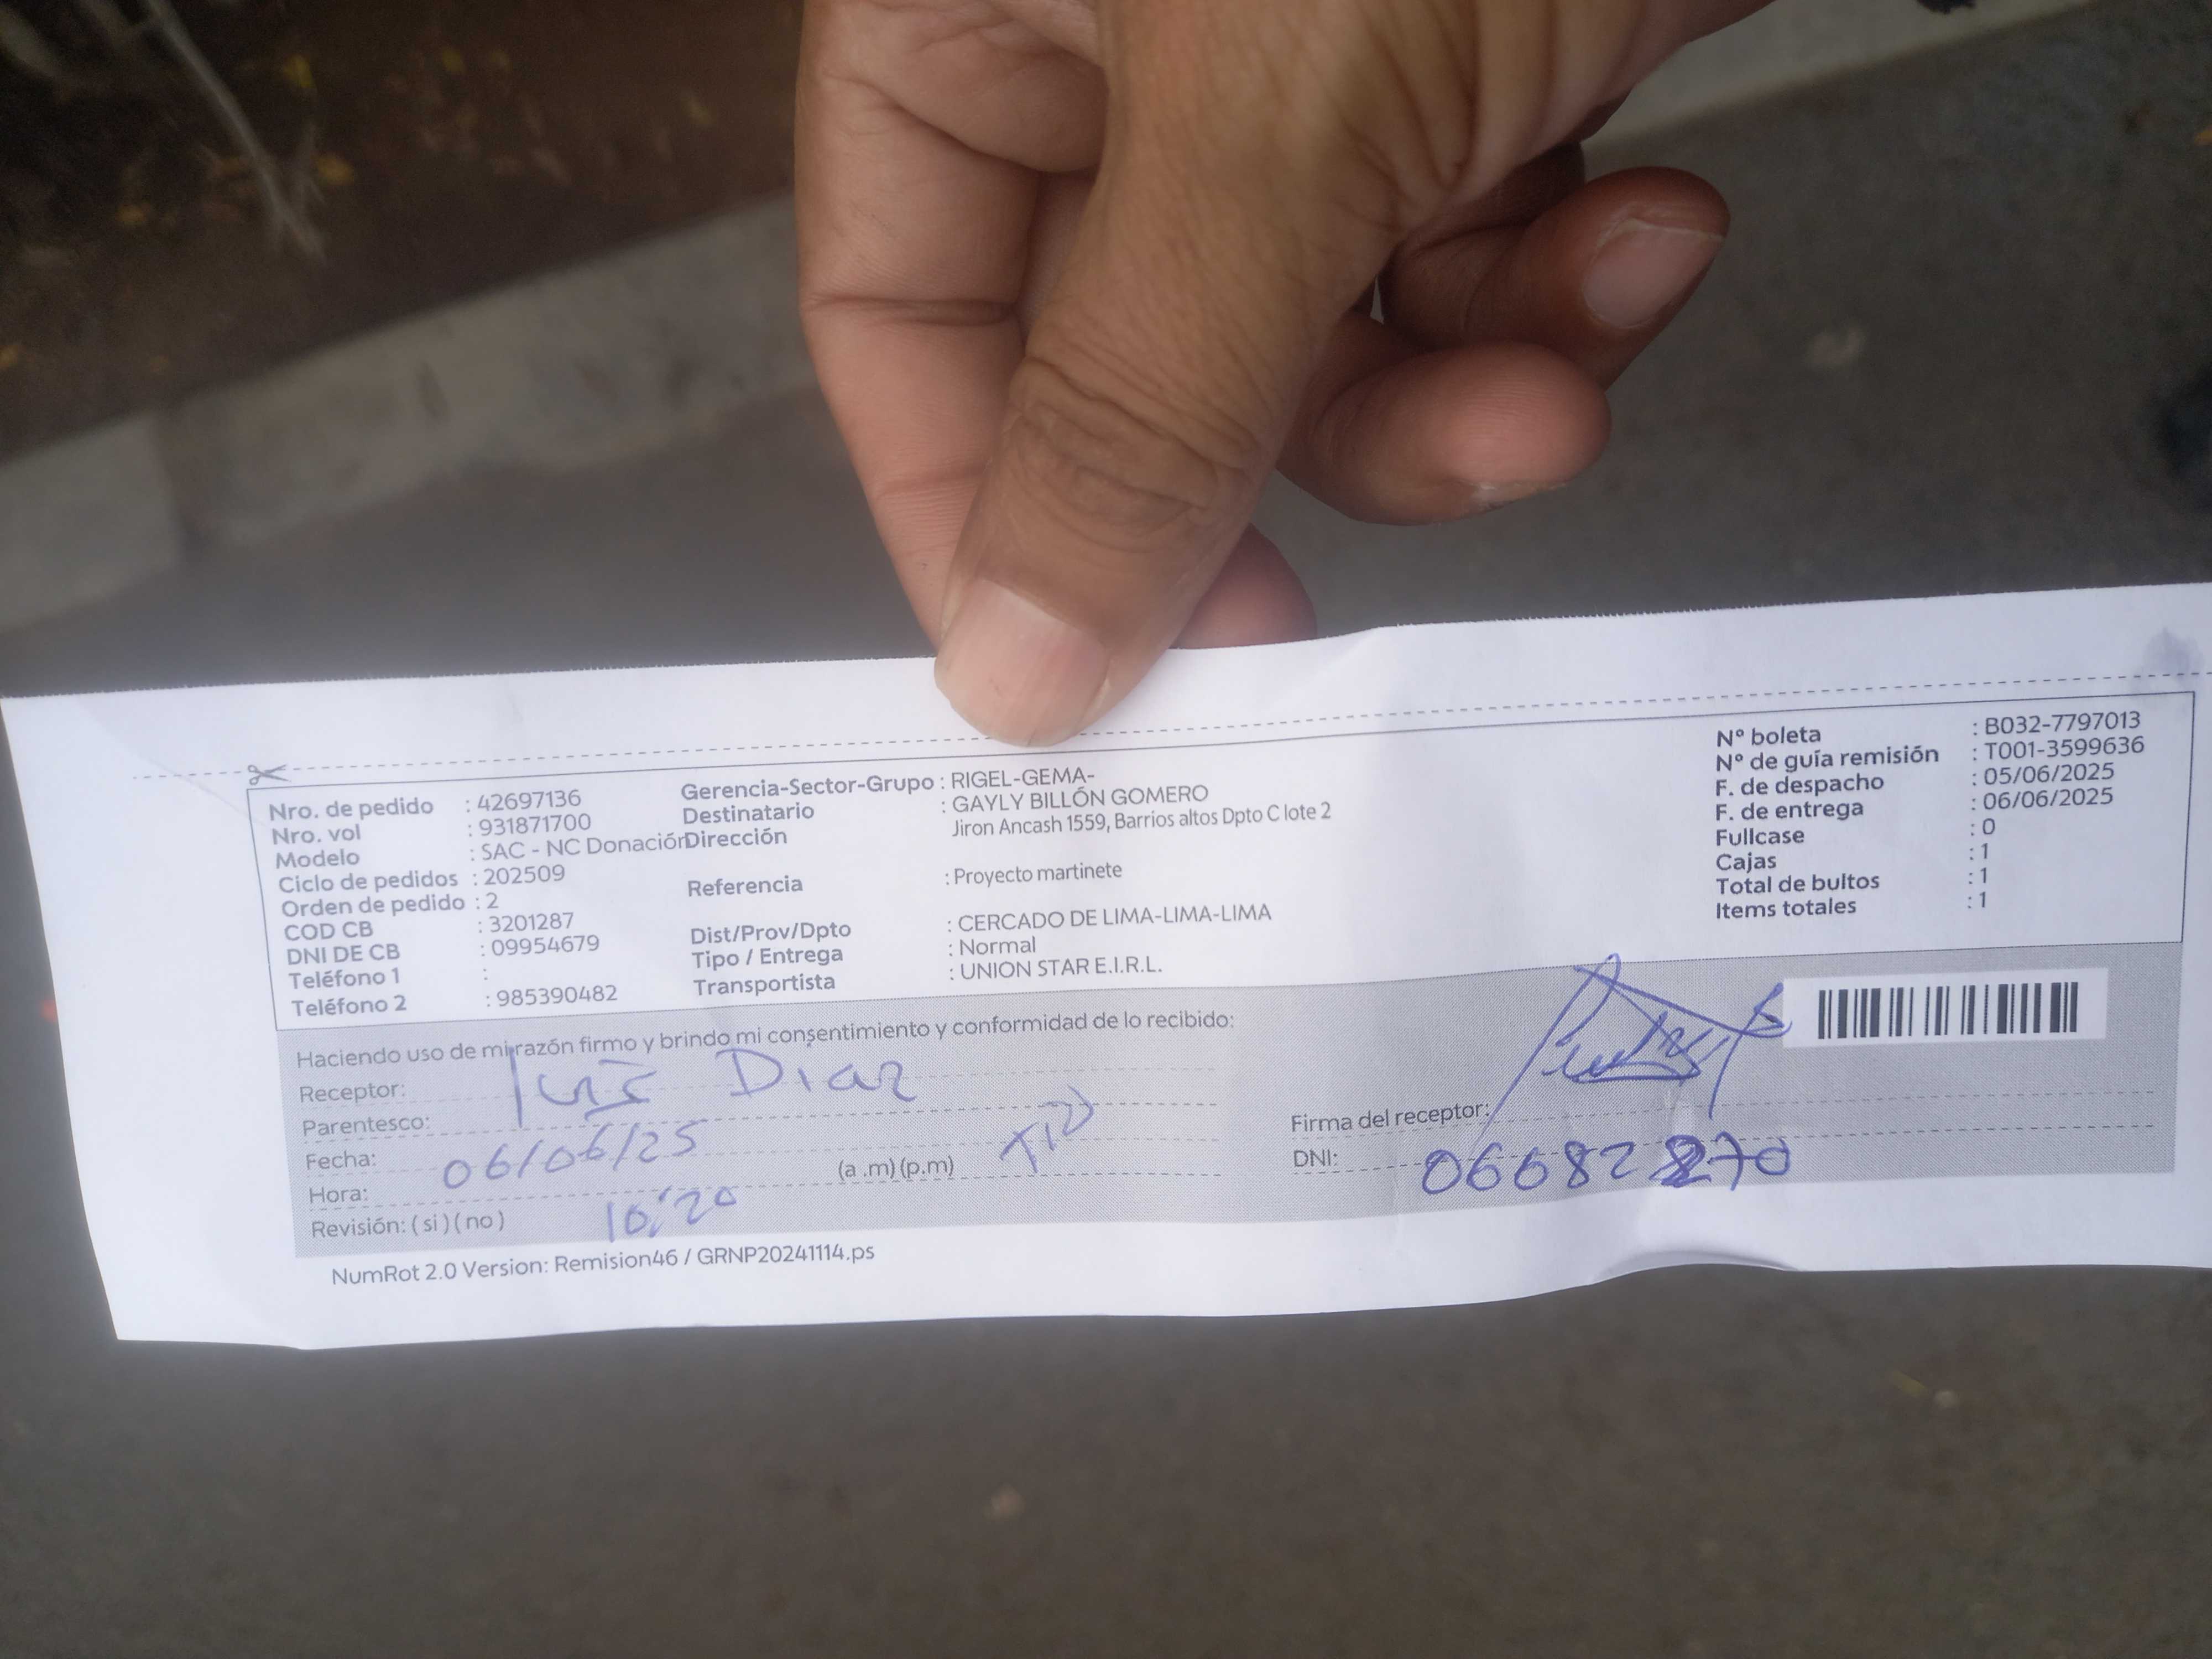 Nro. de pedido : 42697136
Nro. vol : 931871700
Modelo : SAC - NC Donación
Ciclo de pedidos : 202509
Orden de pedido : 2
COD CB : 3201287
DNI DE CB : 09954679
Teléfono 1 :
Teléfono 2 : 985390482
Gerencia-Sector-Grupo : RIGEL-GEMA-
Destinatario : GAYLY BILLÓN GOMERO
Dirección Jiron Ancash 1559, Barrios altos Dpto C lote 2
Referencia : Proyecto martinete
Dist/Prov/Dpto : CERCADO DE LIMA-LIMA-LIMA
Tipo / Entrega : Normal
Transportista : UNION STAR E.I.R.L.
N° boleta : B032-7797013
N° de guía remisión : T001-3599636
F. de despacho : 05/06/2025
F. de entrega : 06/06/2025
Fullcase : 0
Cajas : 1
Total de bultos : 1
Items totales : 1
Haciendo uso de mi razón firmo y brindo mi consentimiento y conformidad de lo recibido:
Receptor: Luis Diaz
Parentesco:
Fecha: 06/06/25
Hora: 10:20 (a .m) (p.m)
Revisión: ( si ) ( no )
Firma del receptor:
DNI:
NumRot 2.0 Version: Remision46 / GRNP20241114.ps